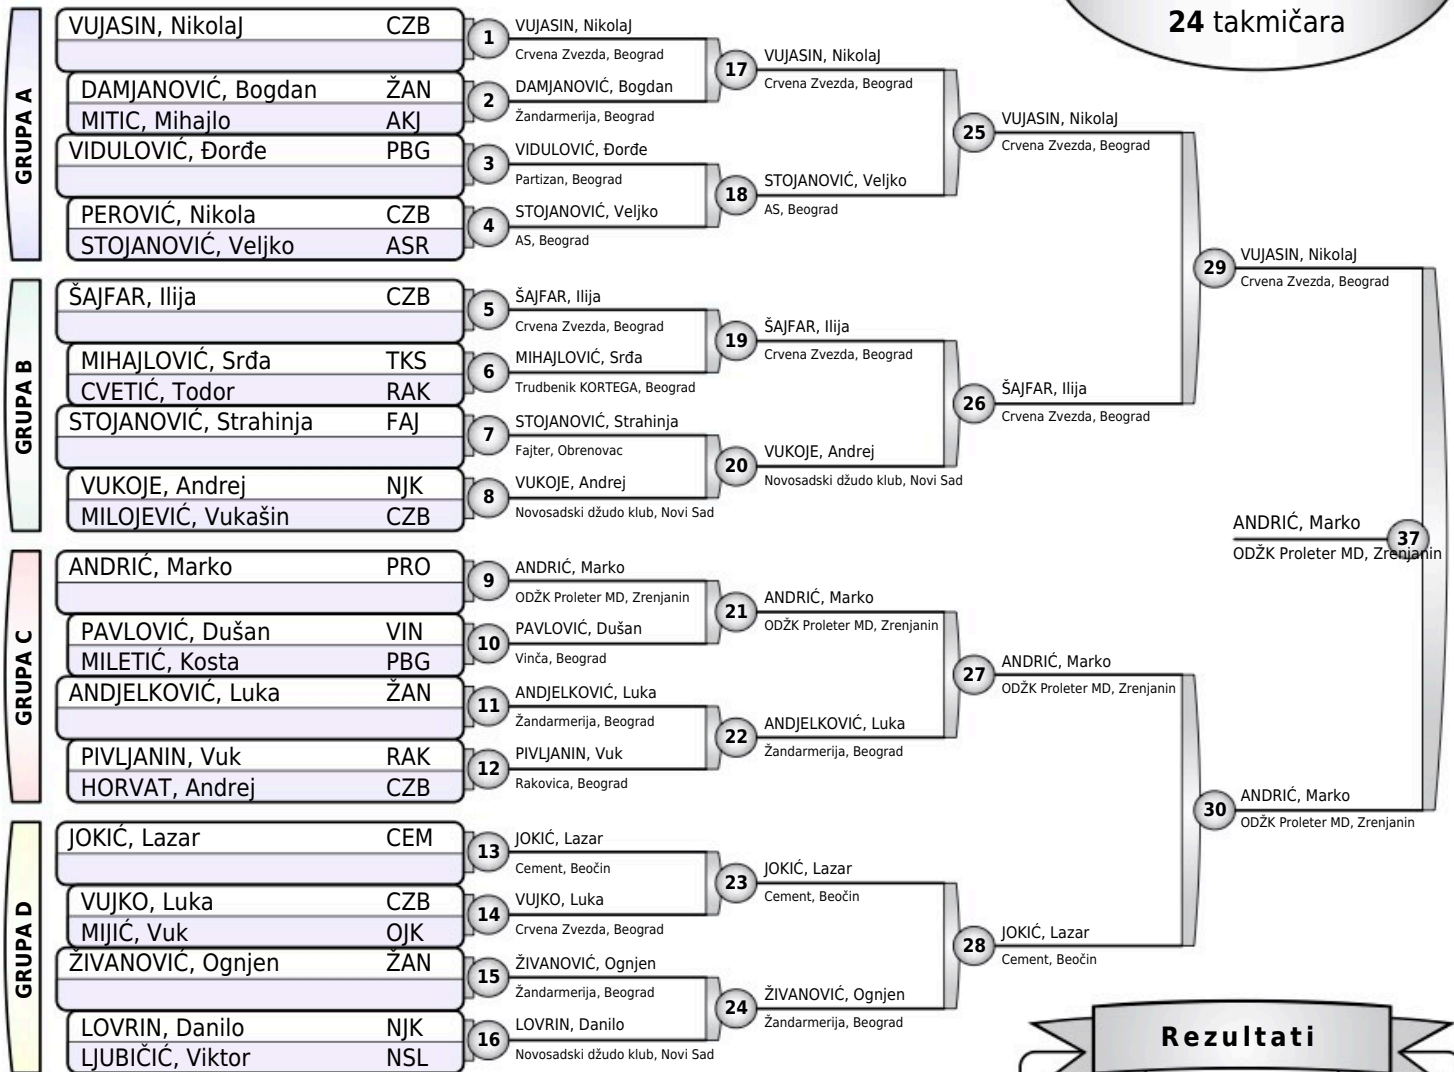 24 takmičara
GRUPA A
VUJASIN, NikolaJ CZB
DAMJANOVIĆ, Bogdan ŽAN
MITIC, Mihajlo AKJ
VIDULOVIĆ, Đorđe PBG
PEROVIĆ, Nikola CZB
STOJANOVIĆ, Veljko ASR
GRUPA B
ŠAJFAR, Ilija CZB
MIHAJLOVIĆ, Srđa TKS
CVETIĆ, Todor RAK
STOJANOVIĆ, Strahinja FAJ
VUKOJE, Andrej NJK
MILOJEVIĆ, Vukašin CZB
GRUPA C
ANDRIĆ, Marko PRO
PAVLOVIĆ, Dušan VIN
MILETIĆ, Kosta PBG
ANDJELKOVIĆ, Luka ŽAN
PIVLJANIN, Vuk RAK
HORVAT, Andrej CZB
GRUPA D
JOKIĆ, Lazar CEM
VUJKO, Luka CZB
MIJIĆ, Vuk OJK
ŽIVANOVIĆ, Ognjen ŽAN
LOVRIN, Danilo NJK
LJUBIČIĆ, Viktor NSL
1 VUJASIN, NikolaJ
Crvena Zvezda, Beograd
2 DAMJANOVIĆ, Bogdan
Žandarmerija, Beograd
3 VIDULOVIĆ, Đorđe
Partizan, Beograd
4 STOJANOVIĆ, Veljko
AS, Beograd
5 ŠAJFAR, Ilija
Crvena Zvezda, Beograd
6 MIHAJLOVIĆ, Srđa
Trudbenik KORTEGA, Beograd
7 STOJANOVIĆ, Strahinja
Fajter, Obrenovac
8 VUKOJE, Andrej
Novosadski džudo klub, Novi Sad
9 ANDRIĆ, Marko
ODŽK Proleter MD, Zrenjanin
10 PAVLOVIĆ, Dušan
Vinča, Beograd
11 ANDJELKOVIĆ, Luka
Žandarmerija, Beograd
12 PIVLJANIN, Vuk
Rakovica, Beograd
13 JOKIĆ, Lazar
Cement, Beočin
14 VUJKO, Luka
Crvena Zvezda, Beograd
15 ŽIVANOVIĆ, Ognjen
Žandarmerija, Beograd
16 LOVRIN, Danilo
Novosadski džudo klub, Novi Sad
17 VUJASIN, NikolaJ
Crvena Zvezda, Beograd
18 STOJANOVIĆ, Veljko
AS, Beograd
19 ŠAJFAR, Ilija
Crvena Zvezda, Beograd
20 VUKOJE, Andrej
Novosadski džudo klub, Novi Sad
21 ANDRIĆ, Marko
ODŽK Proleter MD, Zrenjanin
22 ANDJELKOVIĆ, Luka
Žandarmerija, Beograd
23 JOKIĆ, Lazar
Cement, Beočin
24 ŽIVANOVIĆ, Ognjen
Žandarmerija, Beograd
25 VUJASIN, NikolaJ
Crvena Zvezda, Beograd
26 ŠAJFAR, Ilija
Crvena Zvezda, Beograd
27 ANDRIĆ, Marko
ODŽK Proleter MD, Zrenjanin
28 JOKIĆ, Lazar
Cement, Beočin
29 VUJASIN, NikolaJ
Crvena Zvezda, Beograd
30 ANDRIĆ, Marko
ODŽK Proleter MD, Zrenjanin
ANDRIĆ, Marko 37
ODŽK Proleter MD, Zrenjanin
Rezultati